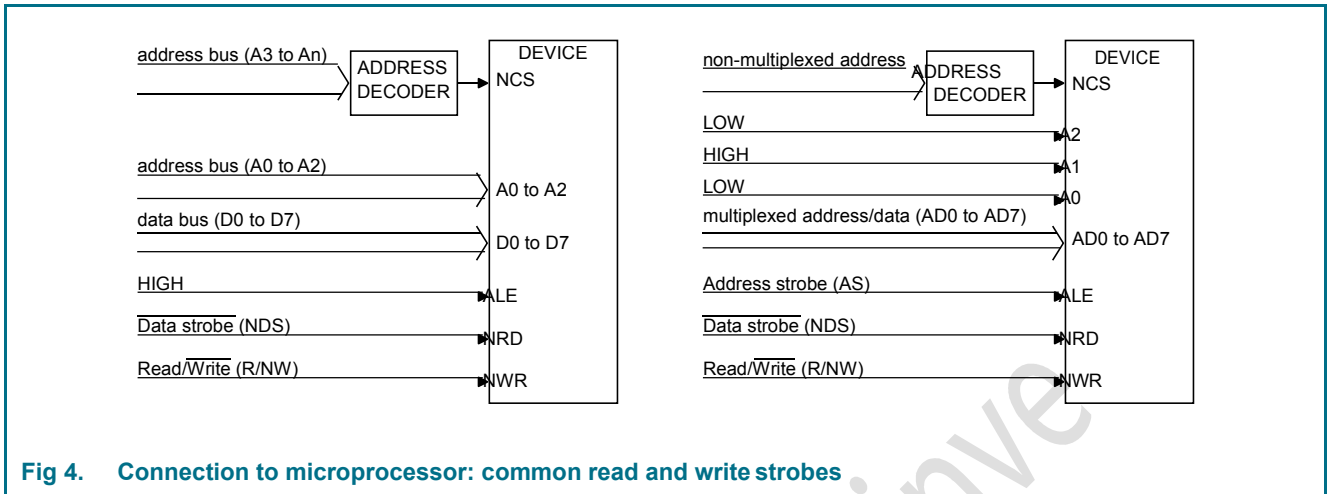 address bus (A3 to An)
ADDRESS
DECODER
DEVICE
NCS
address bus (A0 to A2)
A0 to A2
data bus (D0 to D7)
D0 to D7
HIGH
ALE
Data strobe (NDS)
NRD
Read/Write (R/NW)
NWR
non-multiplexed address
ADDRESS
DECODER
DEVICE
NCS
LOW
A2
HIGH
A1
LOW
A0
multiplexed address/data (AD0 to AD7)
AD0 to AD7
Address strobe (AS)
ALE
Data strobe (NDS)
NRD
Read/Write (R/NW)
NWR
Fig 4. Connection to microprocessor: common read and write strobes